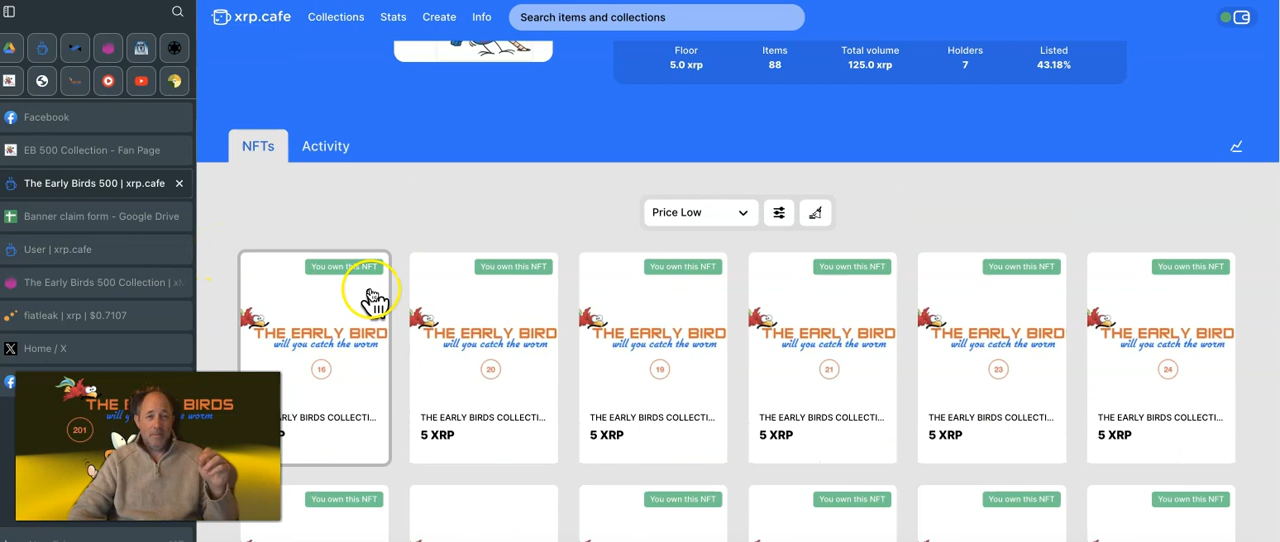 xrp.cafe
Collections
Stats
Create
Info
Search items and collections
Floor
Items
Total volume
Holders
Listed
5.0 xrp
88
125.0 xrp
7
43.18%
Facebook
EB 500 Collection - Fan Page
The Early Birds 500 | xrp.cafe
Banner claim form - Google Drive
User | xrp.cafe
The Early Birds 500 Collection |
fiatleak | xrp | $0.7107
Home / X
NFTs
Activity
Price Low
You own this NFT
You own this NFT
You own this NFT
You own this NFT
You own this NFT
You own this NFT
THE EARLY BIRD
THE EARLY BIRD
THE EARLY BIRD
THE EARLY BIRD
THE EARLY BIRD
THE EARLY BIRD
will you catch the worm
will you catch the worm
will you catch the worm
will you catch the worm
will you catch the worm
will you catch the worm
16
20
19
21
23
24
RLY BIRDS COLLECTI...
THE EARLY BIRDS COLLECTI...
THE EARLY BIRDS COLLECTI...
THE EARLY BIRDS COLLECTI...
THE EARLY BIRDS COLLECTI...
THE EARLY BIRDS COLLECTI...
5 XRP
5 XRP
5 XRP
5 XRP
5 XRP
You own this NFT
You own this NFT
You own this NFT
You own this NFT
You own this NFT
THE BIRDS
the worm
201